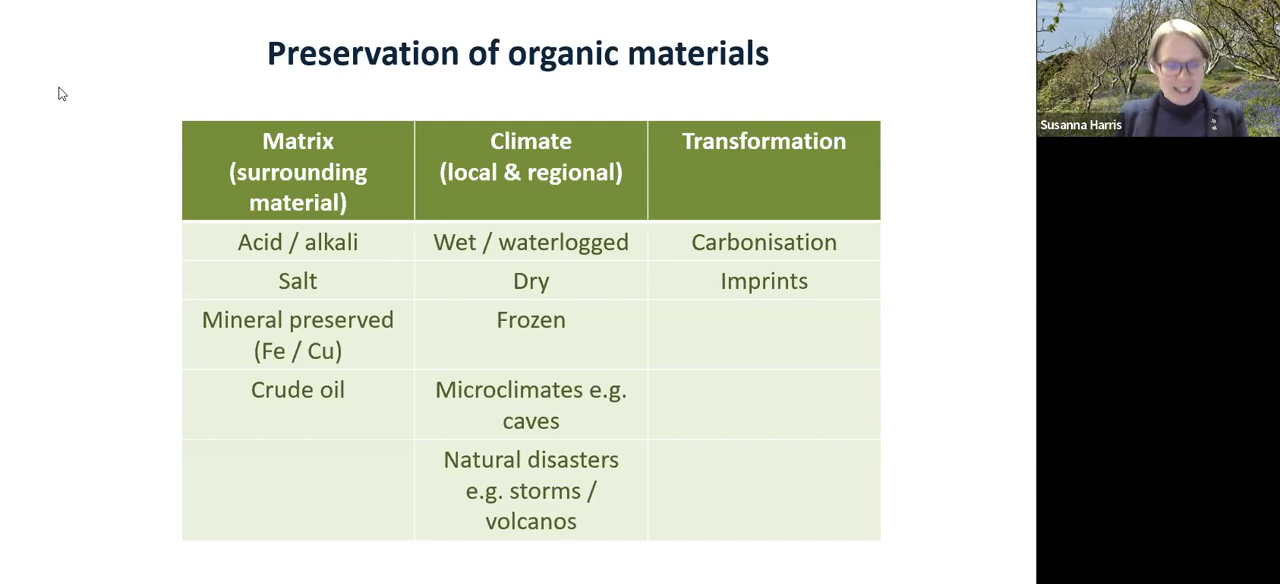 Preservation of organic materials
Susanna Harris
Matrix
(surrounding
material)
Climate
(local & regional)
Transformation
Acid / alkali
Wet / waterlogged
Carbonisation
Salt
Dry
Imprints
Mineral preserved
(Fe / Cu)
Frozen
Crude oil
Microclimates e.g.
caves
Natural disasters
e.g. storms /
volcanos